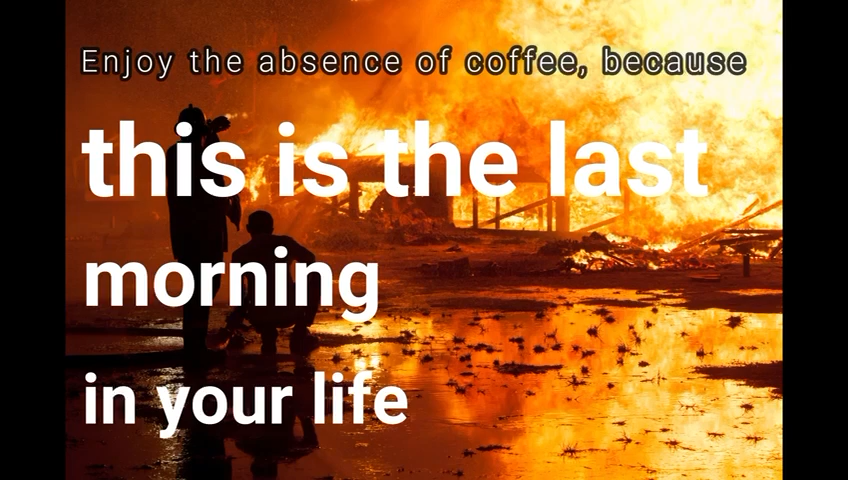 Enjoy the absence of coffee, because
this is the last
morning
in your life